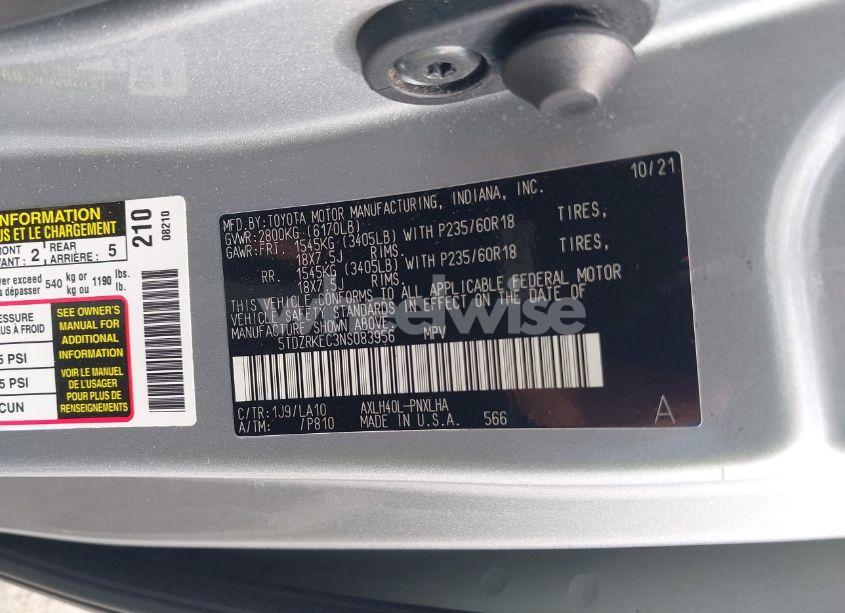 INFORMATION
US ET LE CHARGEMENT
RONT
VANT : 2
REAR
ARRIÈRE : 5
ver exceed
s dépasser 540 kg or
kg ou 1190 lbs.
lb.
210
08210
PRESSURE
US À FROID
5 PSI
5 PSI
CUN
SEE OWNER'S
MANUAL FOR
ADDITIONAL
INFORMATION
VOIR LE MANUEL
DE L'USAGER
POUR PLUS DE
RENSEIGNEMENTS
10/21
MFD.BY:TOYOTA MOTOR MANUFACTURING, INDIANA, INC.
GVWR:2800KG (6170LB)
GAWR:FRT. 1545KG (3405LB) WITH P235/60R18 TIRES,
18X7.5J RIMS.
RR. 1545KG (3405LB) WITH P235/60R18 TIRES,
18X7.5J RIMS.
THIS VEHICLE CONFORMS TO ALL APPLICABLE FEDERAL MOTOR
VEHICLE SAFETY STANDARDS IN EFFECT ON THE DATE OF
MANUFACTURE SHOWN ABOVE.
5TDZRKEC3NS083956 MPV
C/TR: 1J9/LA10 AXLH40L-PNXLHA
A/TM: /P810 MADE IN U.S.A. 566
A
wheelwise